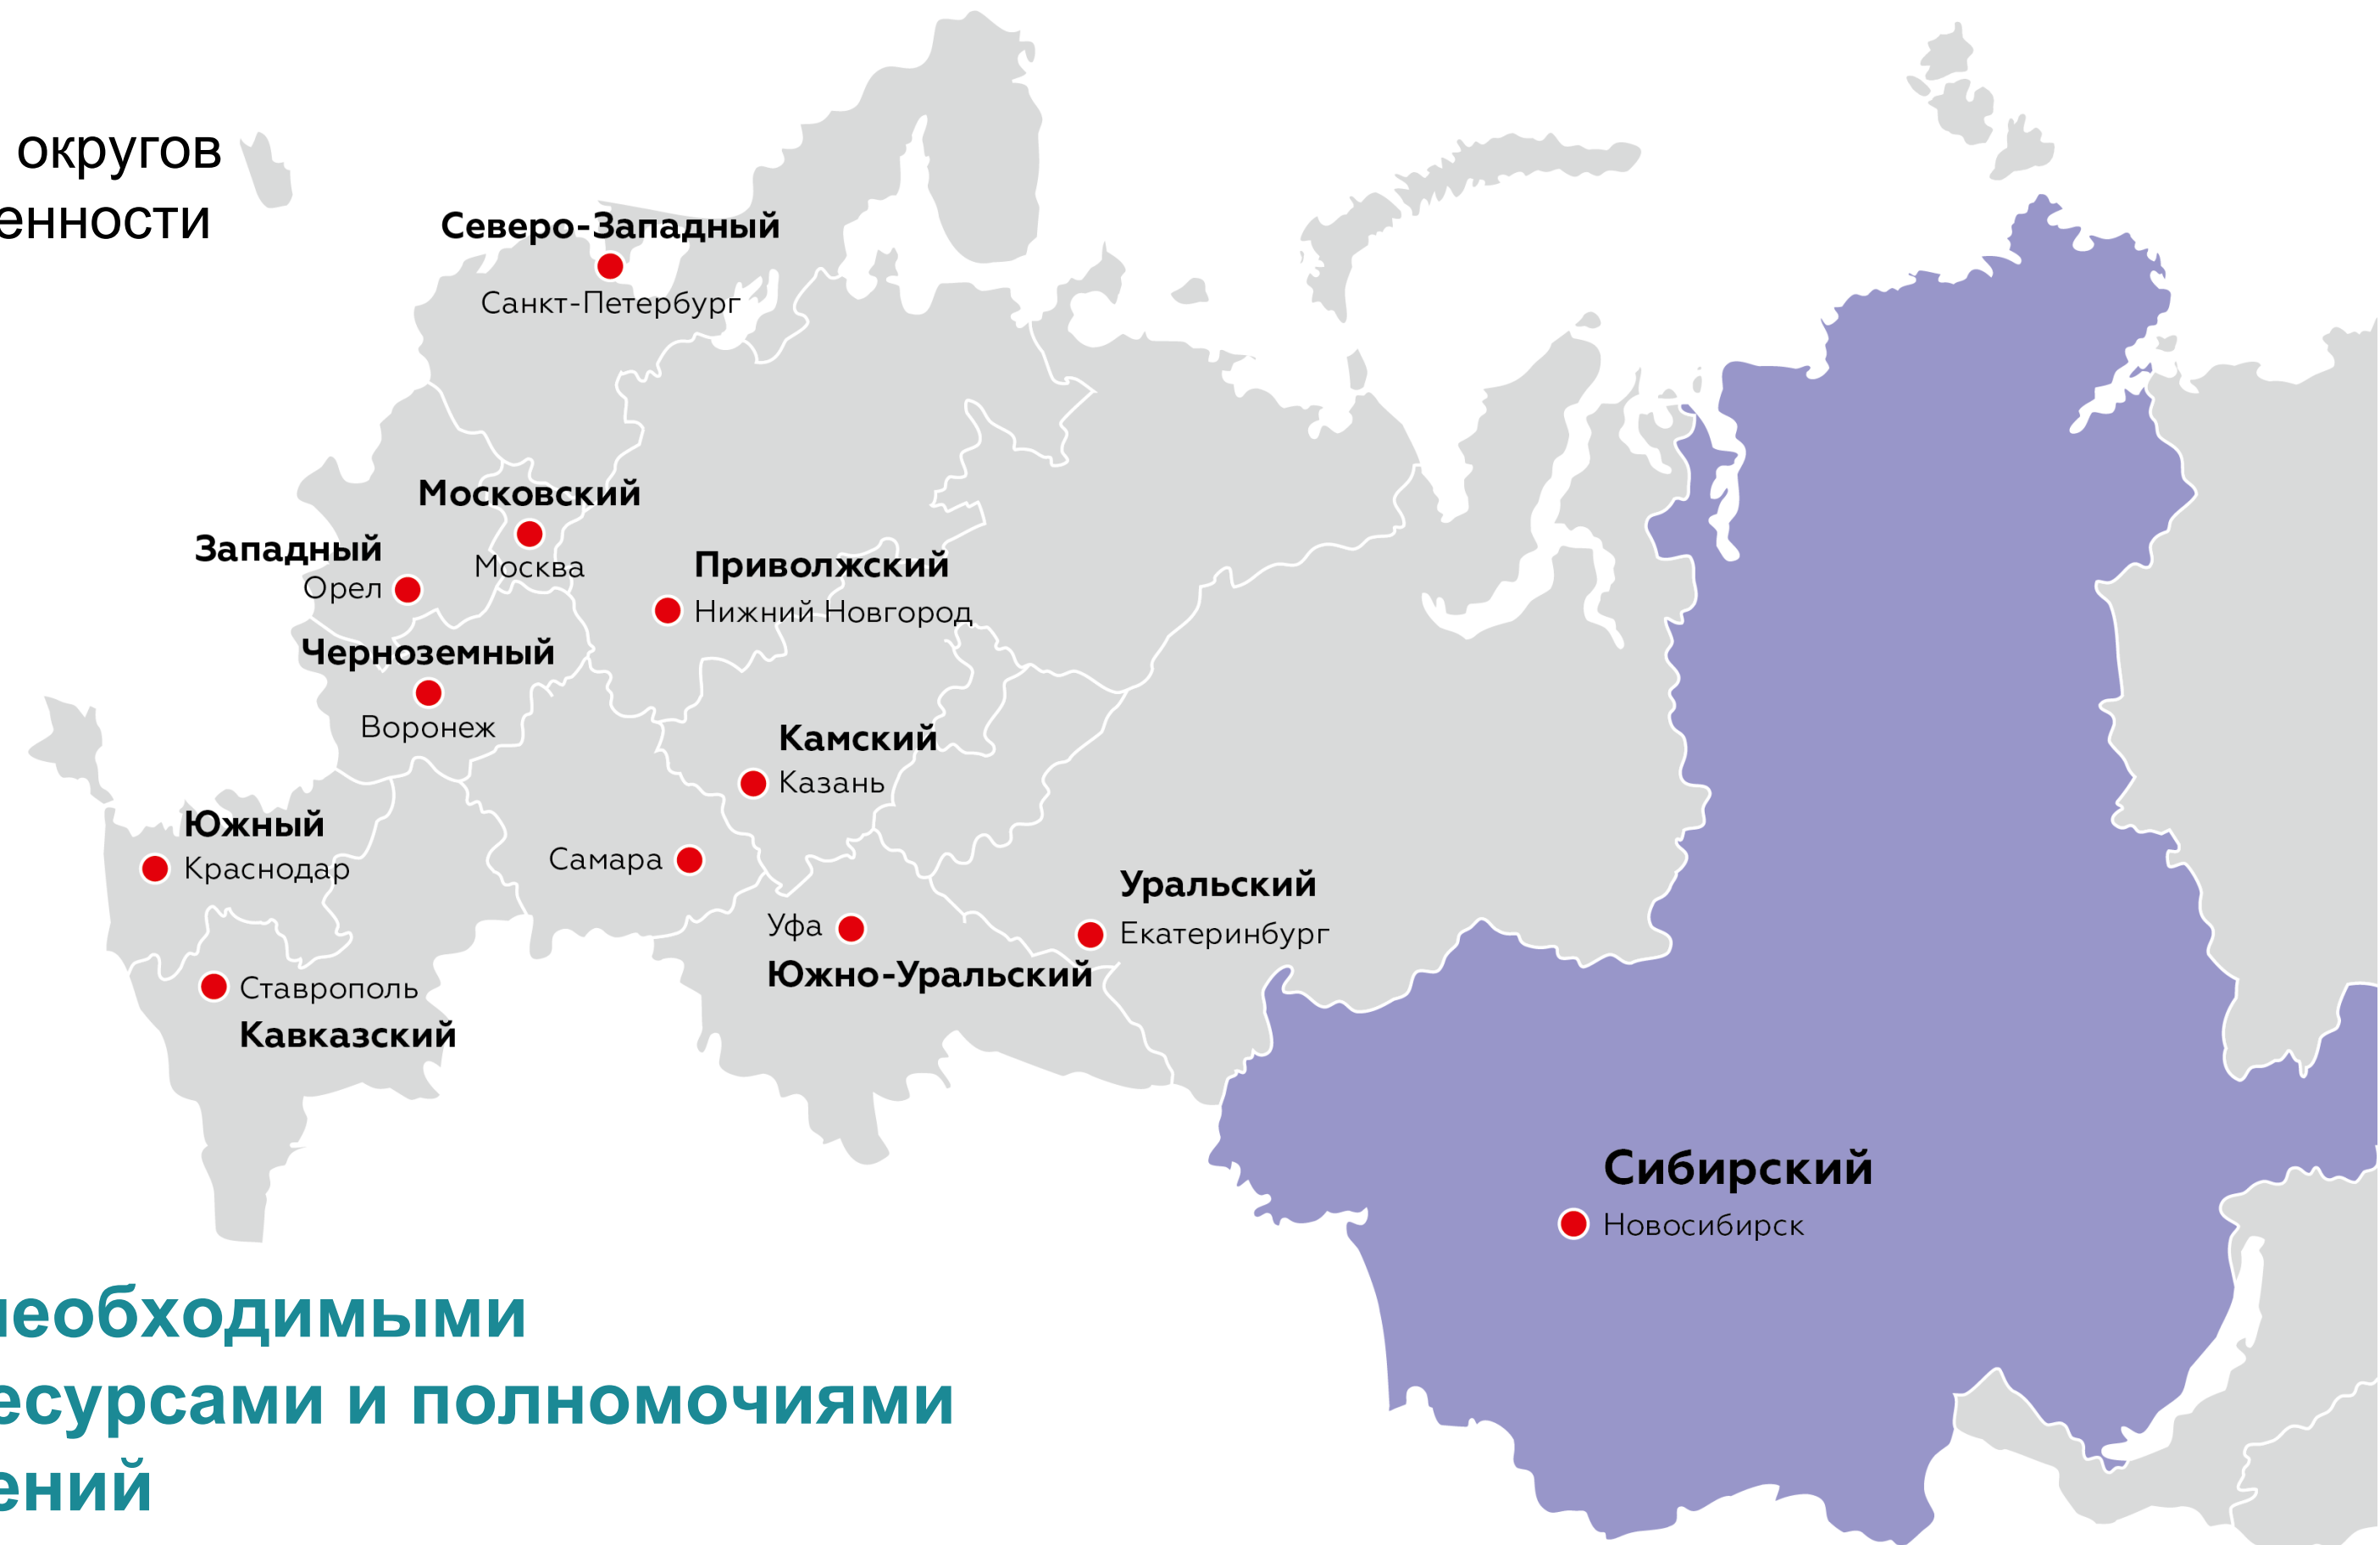 округов
енности
Северо-Западный
Санкт-Петербург
Московский
Москва
Западный
Орел
Приволжский
Нижний Новгород
Черноземный
Воронеж
Камский
Казань
Южный
Краснодар
Самара
Уральский
Екатеринбург
Уфа
Южно-Уральский
Ставрополь
Кавказский
Сибирский
Новосибирск
необходимыми
есурсами и полномочиями
ений